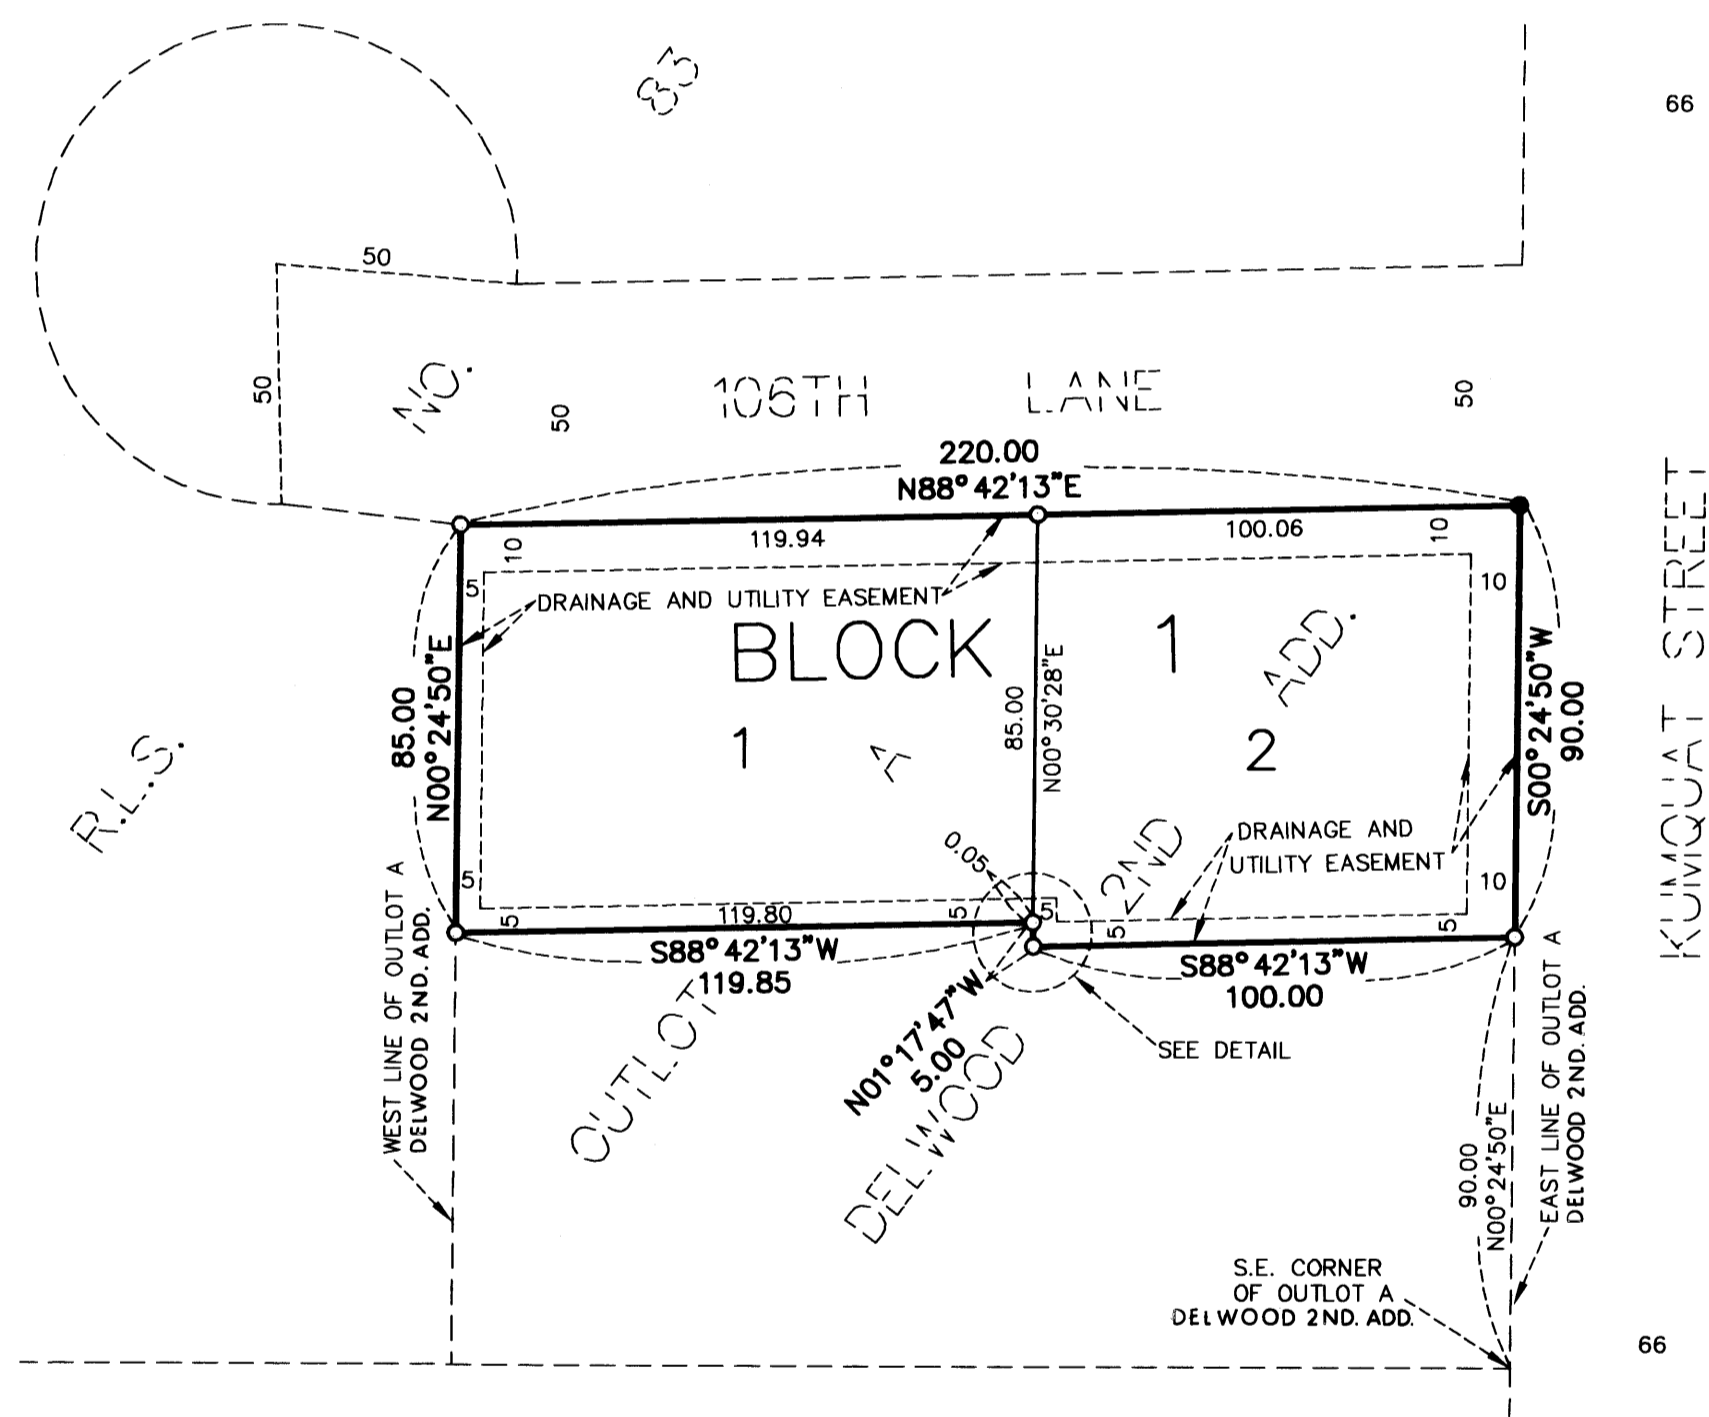 83
66
50
50
NO.
50
106TH LANE
50
220.00
N88°42'13"E
119.94
100.06
10
10
5
10
DRAINAGE AND UTILITY EASEMENT
BLOCK 1
ADD.
85.00
N00°24'50"E
85.00
N00°30'28"E
S00°24'50"W
90.00
KUMQUAT STREET
1
A
2
R.L.S.
DRAINAGE AND
UTILITY EASEMENT
0.05
2ND
5
10
5
119.80
5
5
5
5
S88°42'13"W
119.85
S88°42'13"W
100.00
N01°17'47"W
5.00
SEE DETAIL
OUTLOT
DELWOOD
WEST LINE OF OUTLOT A
DELWOOD 2ND. ADD.
EAST LINE OF OUTLOT A
DELWOOD 2ND. ADD.
90.00
N00°24'50"E
S.E. CORNER
OF OUTLOT A
DELWOOD 2ND. ADD.
66